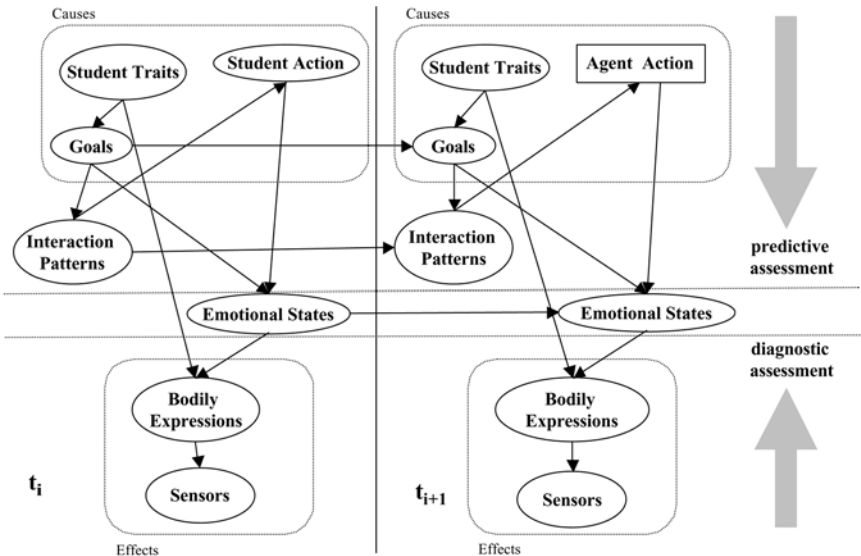 Causes
Student Traits
Student Action
Goals
Interaction
Patterns
Emotional States
Bodily
Expressions
Sensors
t_i
Effects
Causes
Student Traits
Agent Action
Goals
Interaction
Patterns
Emotional States
Bodily
Expressions
Sensors
t_{i+1}
Effects
predictive
assessment
diagnostic
assessment